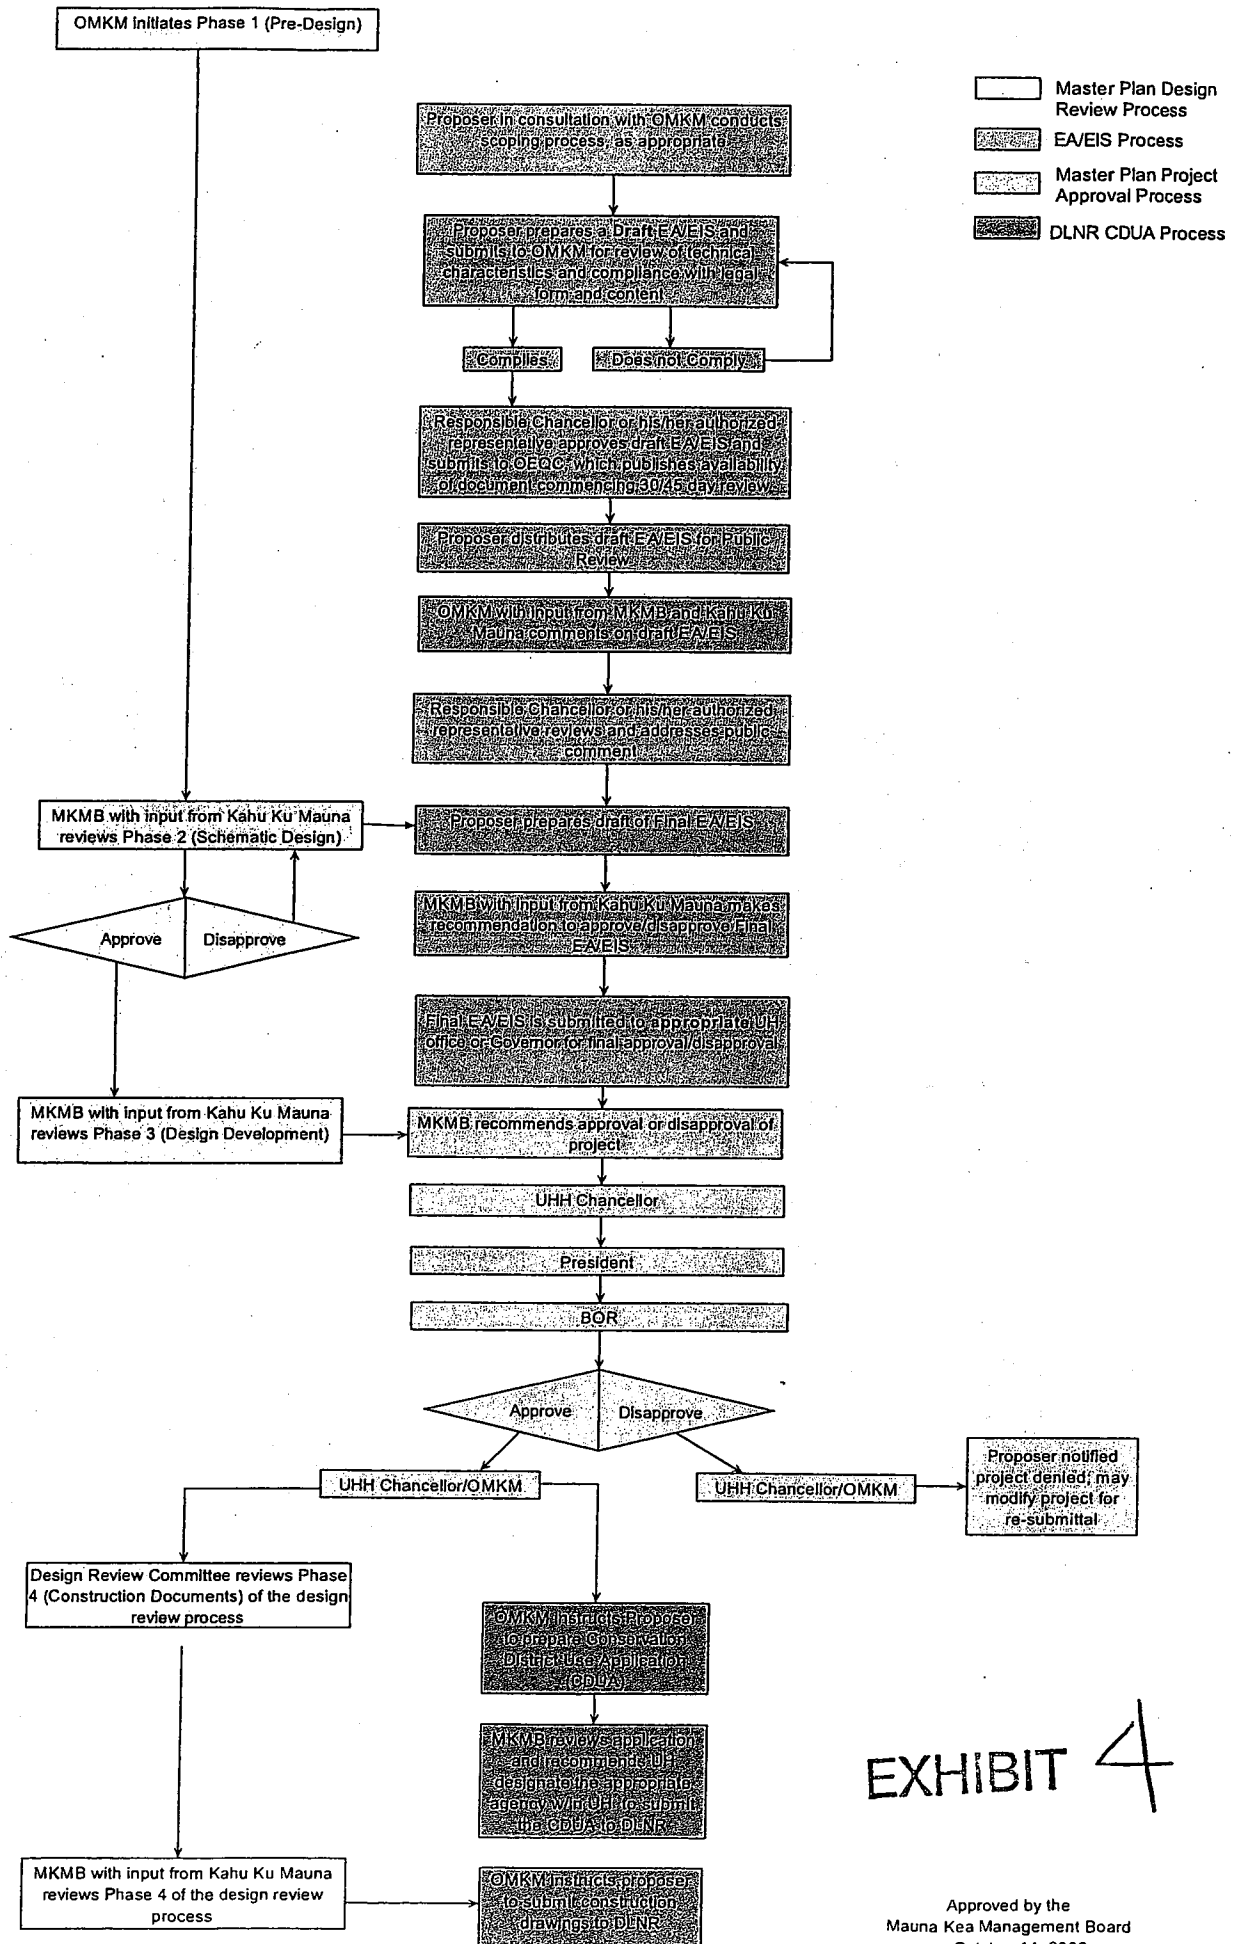 OMKM initiates Phase 1 (Pre-Design)
Master Plan Design
Review Process
EA/EIS Process
Master Plan Project
Approval Process
DLNR CDUA Process
Proposer in consultation with OMKM conducts
scoping process, as appropriate
Proposer prepares a Draft EA/EIS and
submits to OMKM for review of technical
characteristics and compliance with legal
form and content
Complies
Does not Comply
Responsible Chancellor or his/her authorized
representative approves draft EA/EIS and
submits to OEQC, which publishes availability
of document commencing 30/45 day review
Proposer distributes draft EA/EIS for Public
Review
OMKM with input from MKMB and Kahu Ku
Mauna comments on draft EA/EIS
Responsible Chancellor or his/her authorized
representative reviews and addresses public
comment
MKMB with input from Kahu Ku Mauna
reviews Phase 2 (Schematic Design)
Proposer prepares draft of Final EA/EIS
Approve
Disapprove
MKMB with input from Kahu Ku Mauna makes
recommendation to approve/disapprove Final
EA/EIS
Final EA/EIS is submitted to appropriate UH
office or Governor for final approval/disapproval
MKMB with input from Kahu Ku Mauna
reviews Phase 3 (Design Development)
MKMB recommends approval or disapproval of
project
UHH Chancellor
President
BOR
Approve
Disapprove
UHH Chancellor/OMKM
UHH Chancellor/OMKM
Proposer notified
project denied; may
modify project for
re-submittal
Design Review Committee reviews Phase
4 (Construction Documents) of the design
review process
OMKM instructs Proposer
to prepare Conservation
District Use Application
(CDUA)
MKMB reviews application
and recommends UH
designate the appropriate
agency w/in UH to submit
the CDUA to DLNR
EXHIBIT 4
MKMB with input from Kahu Ku Mauna
reviews Phase 4 of the design review
process
OMKM instructs proposer
to submit construction
drawings to DLNR
Approved by the
Mauna Kea Management Board